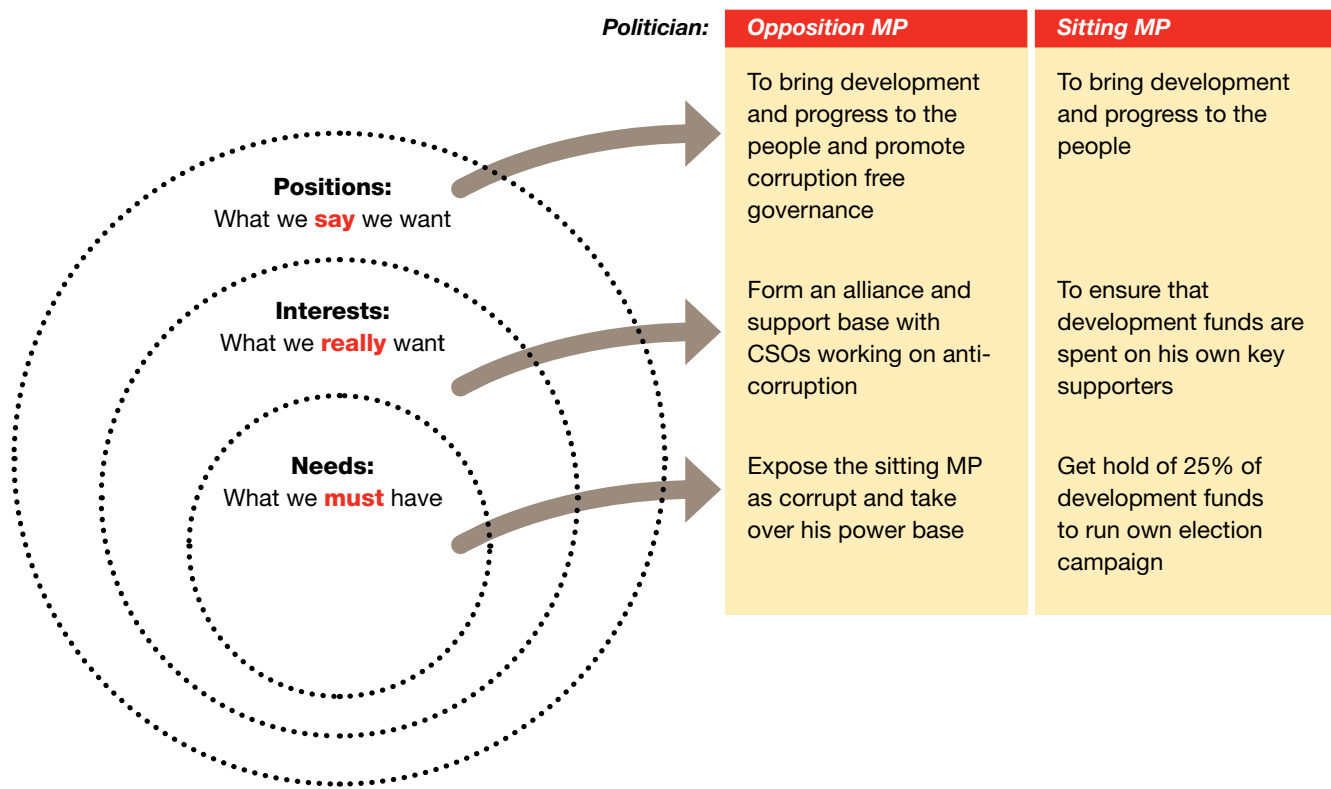 Politician:
Opposition MP
Sitting MP
Positions:
What we say we want
To bring development
and progress to the
people and promote
corruption free
governance
To bring development
and progress to the
people
Interests:
What we really want
Form an alliance and
support base with
CSOs working on anti-
corruption
To ensure that
development funds are
spent on his own key
supporters
Needs:
What we must have
Expose the sitting MP
as corrupt and take
over his power base
Get hold of 25% of
development funds
to run own election
campaign